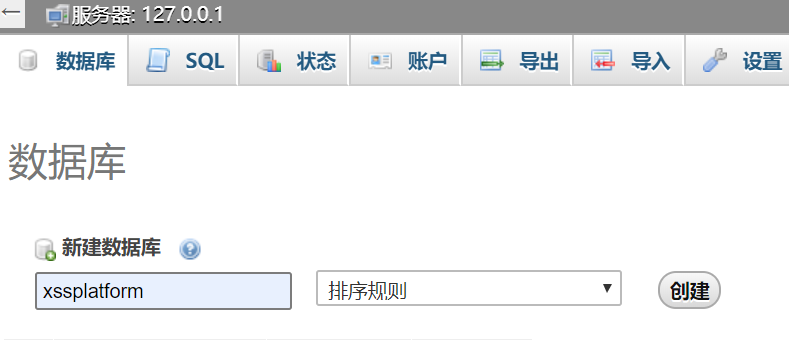 服务器: 127.0.0.1
数据库 SQL 状态 账户 导出 导入 设置
数据库
新建数据库
xssplatform 排序规则 创建